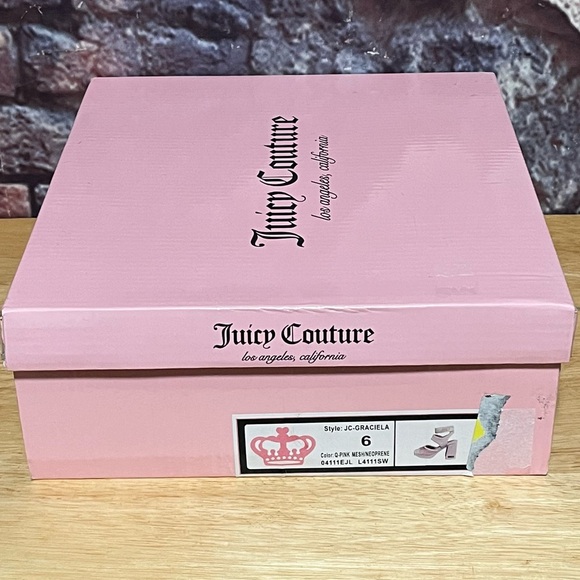 Juicy Couture
los angeles, california
Juicy Couture
los angeles, california
Style: JC-GRACIELA
6
Color: Q-PINK MESH/NEOPRENE
04111EJL L4111SW